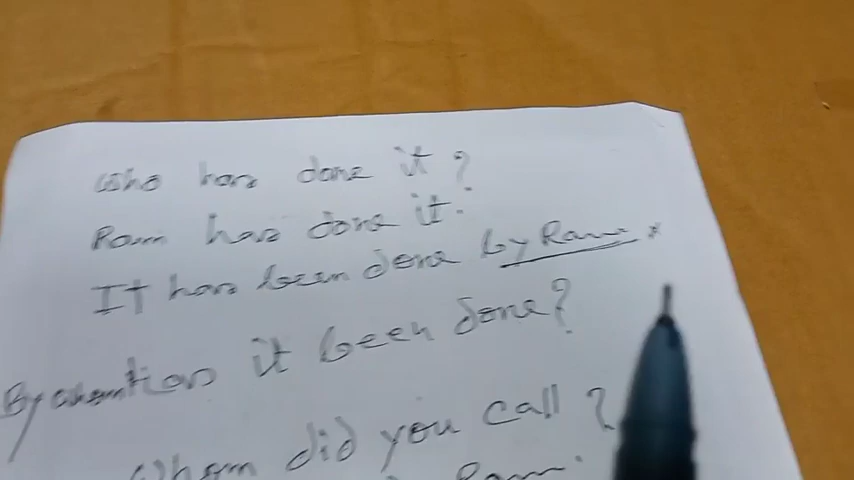 Who has done it?
Ram has done it.
It has been done by Ram.
By whom has it been done?
Whom did you call?
Ram.